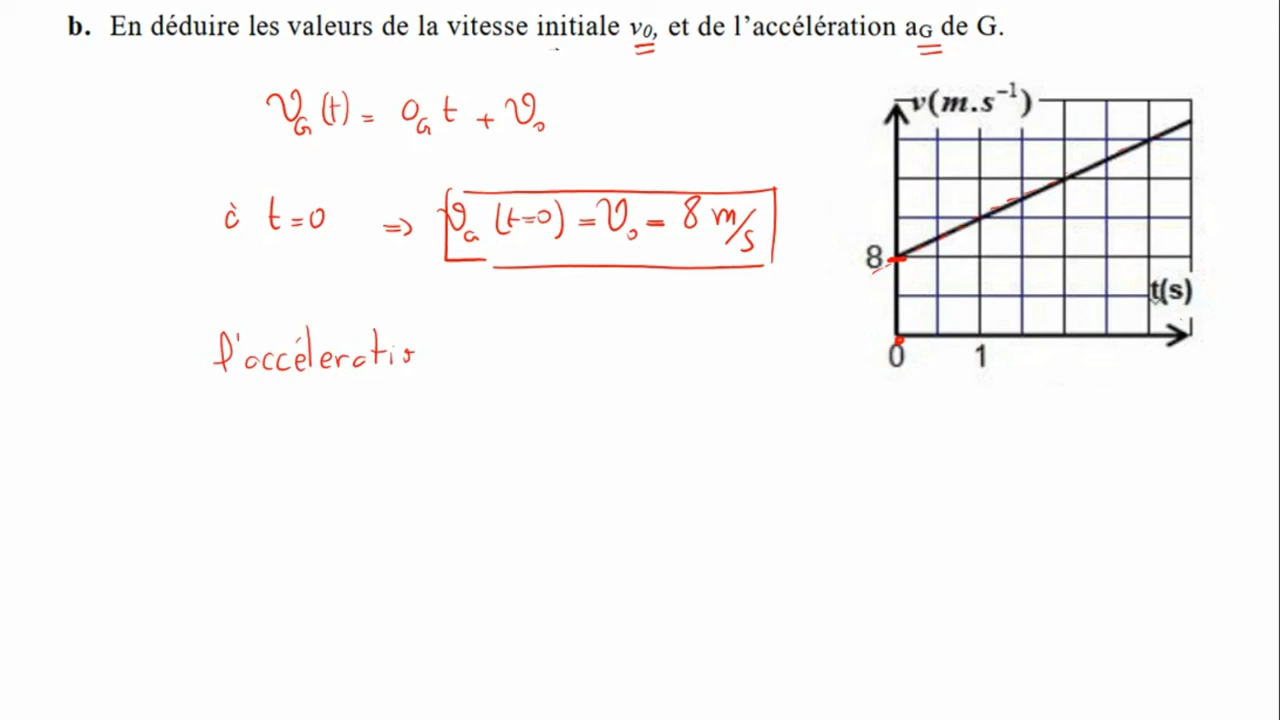 b. En déduire les valeurs de la vitesse initiale v0, et de l'accélération aG de G.
vG (t) = aG t + v0
à t=0 => vG (t=0) = v0 = 8 m/s
l'accéleratio
v(m.s⁻¹)
8
t(s)
0 1